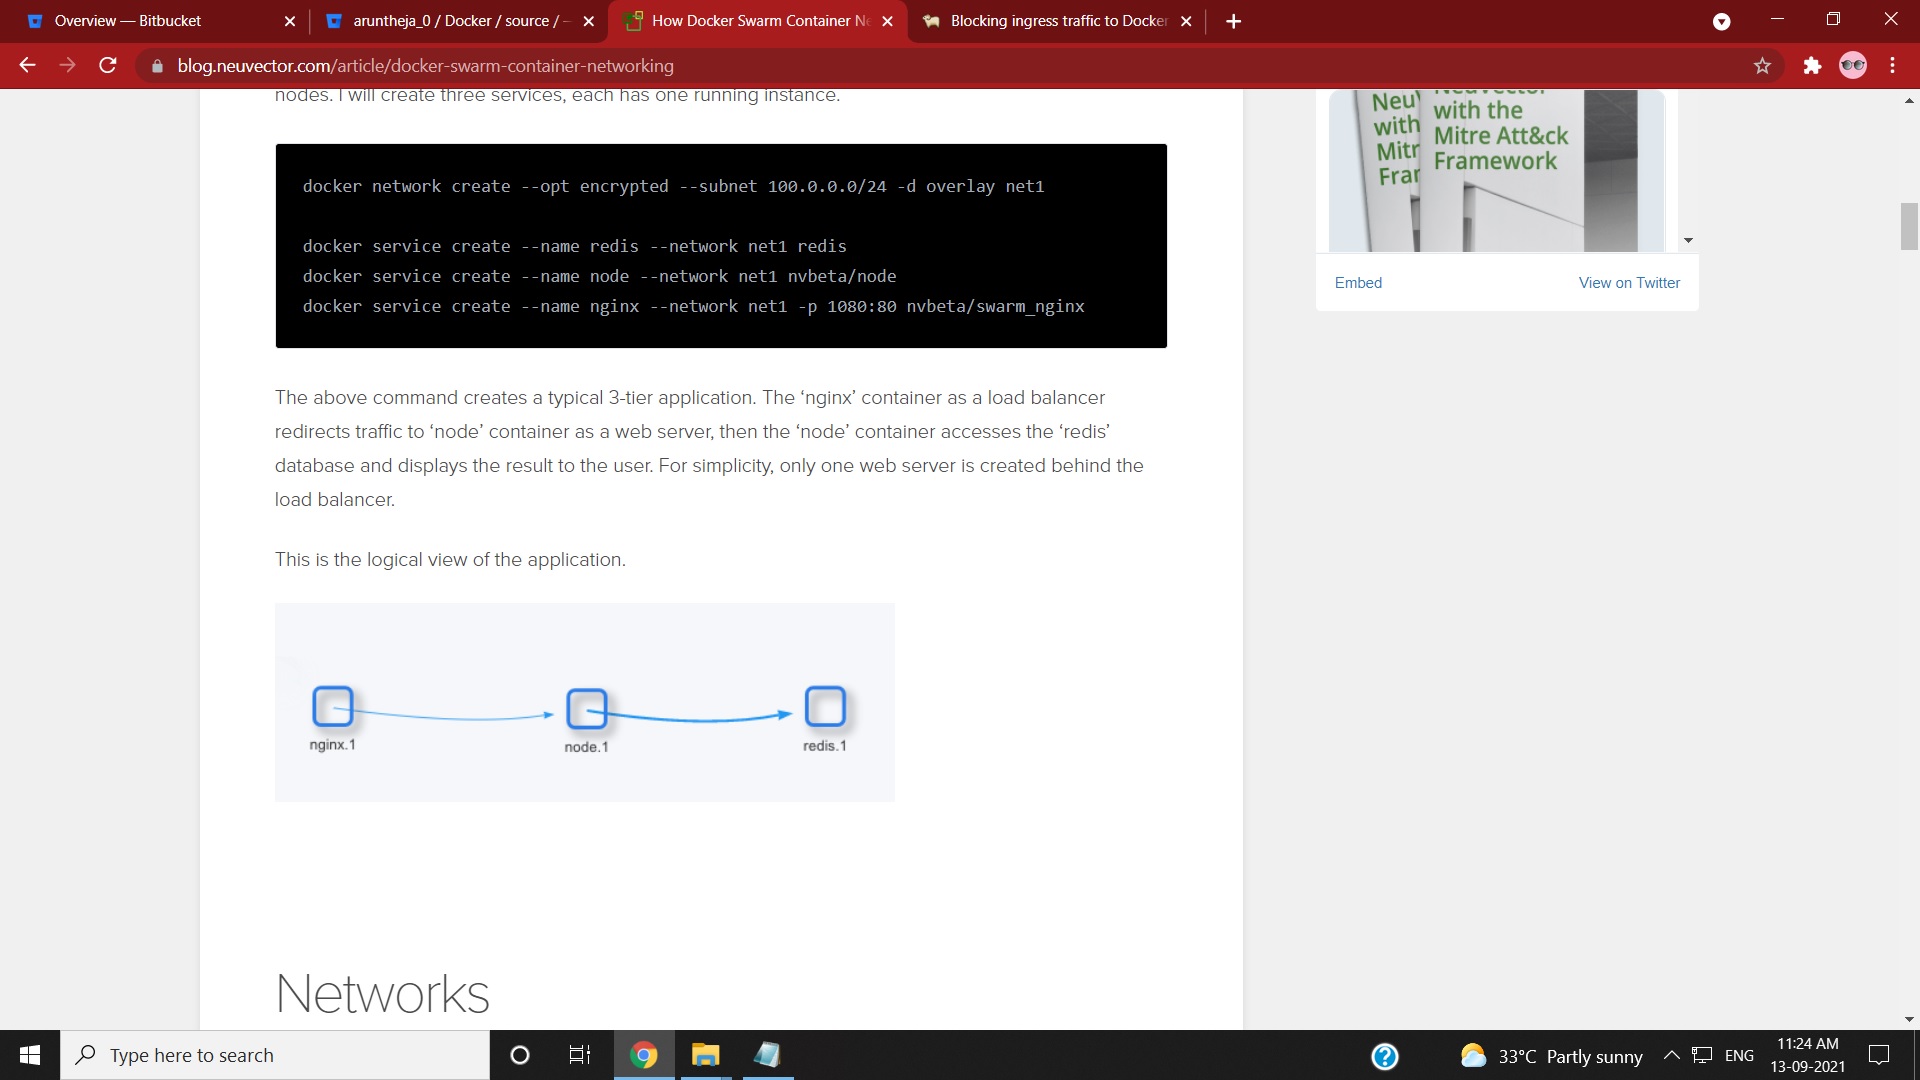 Overview — Bitbucket
aruntheja_0 / Docker / source / –
How Docker Swarm Container Ne
Blocking ingress traffic to Docker
blog.neuvector.com/article/docker-swarm-container-networking
nodes. I will create three services, each has one running instance.
docker network create --opt encrypted --subnet 100.0.0.0/24 -d overlay net1
docker service create --name redis --network net1 redis
docker service create --name node --network net1 nvbeta/node
docker service create --name nginx --network net1 -p 1080:80 nvbeta/swarm_nginx
The above command creates a typical 3-tier application. The ‘nginx’ container as a load balancer
redirects traffic to ‘node’ container as a web server, then the ‘node’ container accesses the ‘redis’
database and displays the result to the user. For simplicity, only one web server is created behind the
load balancer.
This is the logical view of the application.
nginx.1
node.1
redis.1
Networks
NeuV
with
Mitr
Fran
NeuVector
with the
Mitre Att&ck
Framework
Embed
View on Twitter
Type here to search
33°C Partly sunny
ENG
11:24 AM
13-09-2021